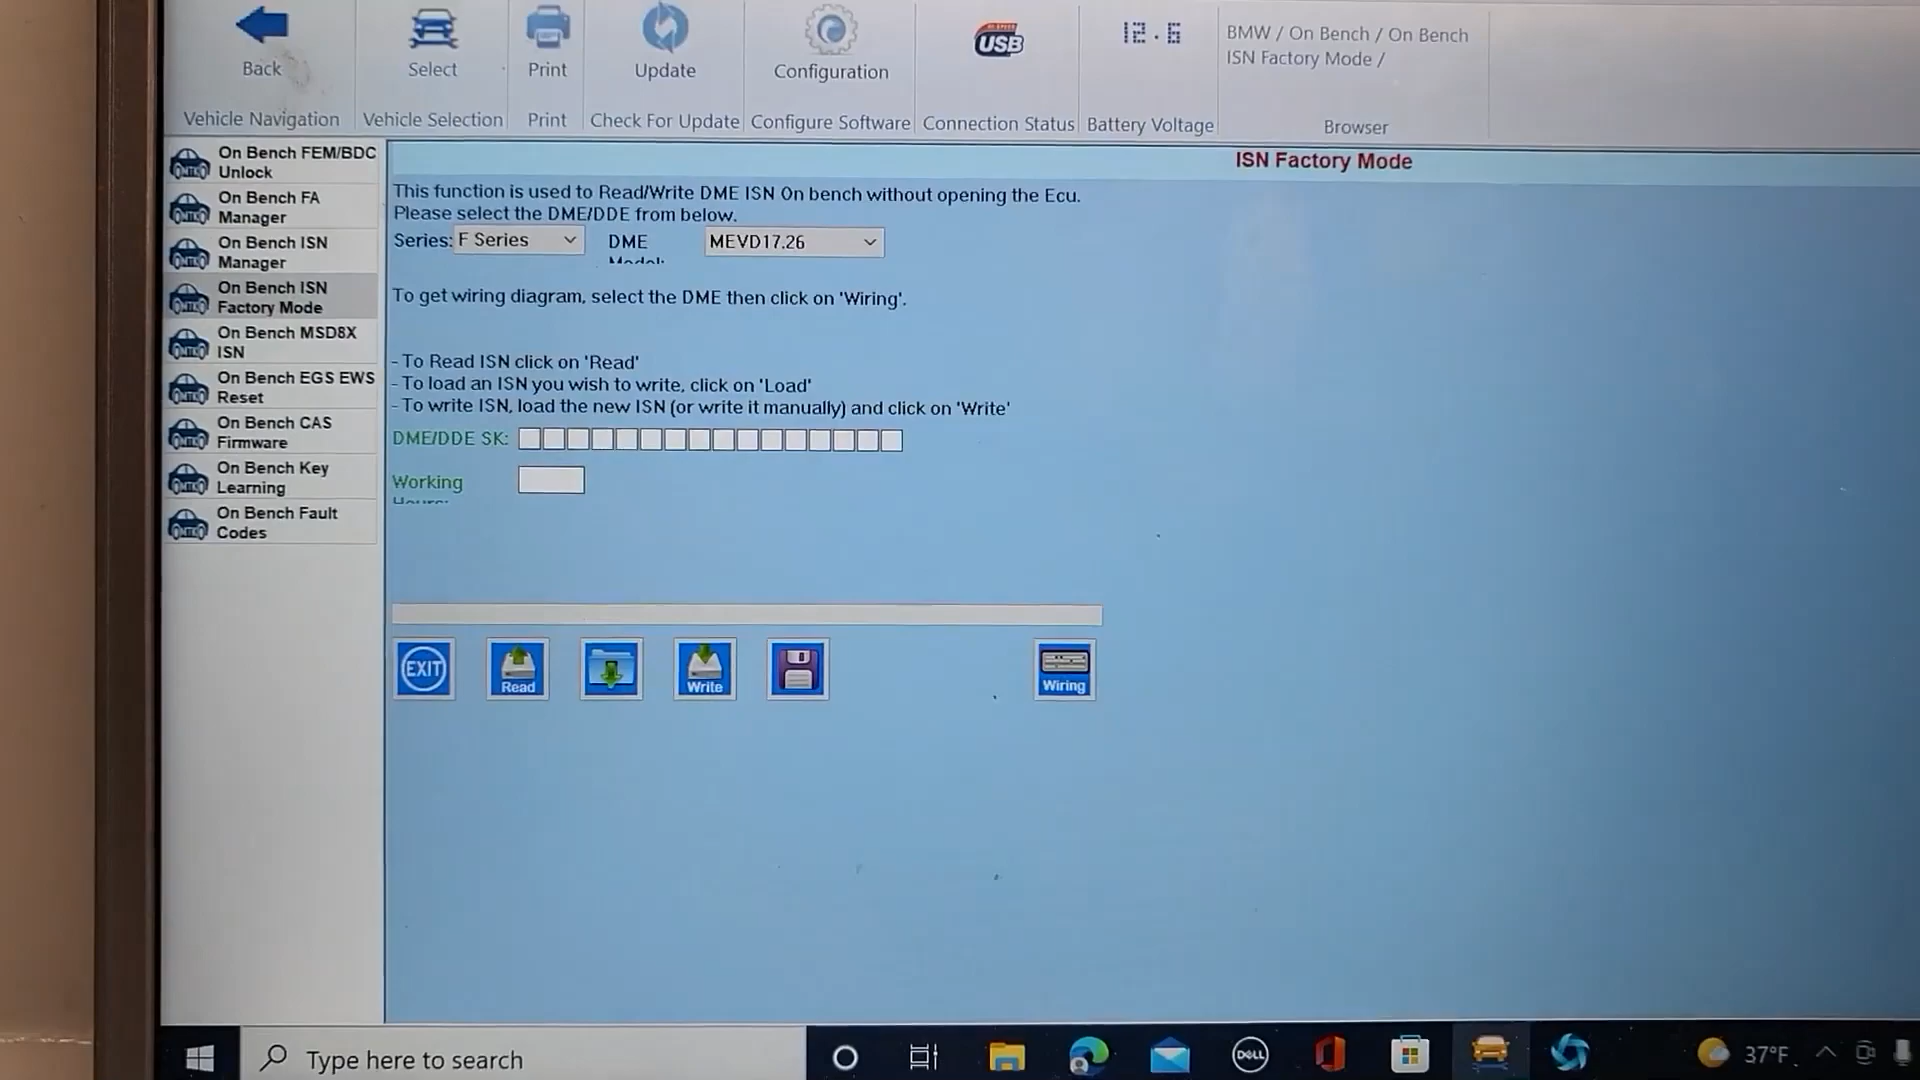 Back
Select
Print
Update
Configuration
USB
12.6
BMW / On Bench / On Bench
ISN Factory Mode /
Vehicle Navigation
Vehicle Selection
Print
Check For Update
Configure Software
Connection Status
Battery Voltage
Browser
On Bench FEM/BDC
Unlock
On Bench FA
Manager
On Bench ISN
Manager
On Bench ISN
Factory Mode
On Bench MSD8X
ISN
On Bench EGS EWS
Reset
On Bench CAS
Firmware
On Bench Key
Learning
On Bench Fault
Codes
ISN Factory Mode
This function is used to Read/Write DME ISN On bench without opening the Ecu.
Please select the DME/DDE from below.
Series: F Series
DME
Model:
MEVD17.26
To get wiring diagram, select the DME then click on 'Wiring'.
- To Read ISN click on 'Read'
- To load an ISN you wish to write, click on 'Load'
- To write ISN, load the new ISN (or write it manually) and click on 'Write'
DME/DDE SK:
Working
Hours:
EXIT
Read
Write
Wiring
Type here to search
DELL
37°F